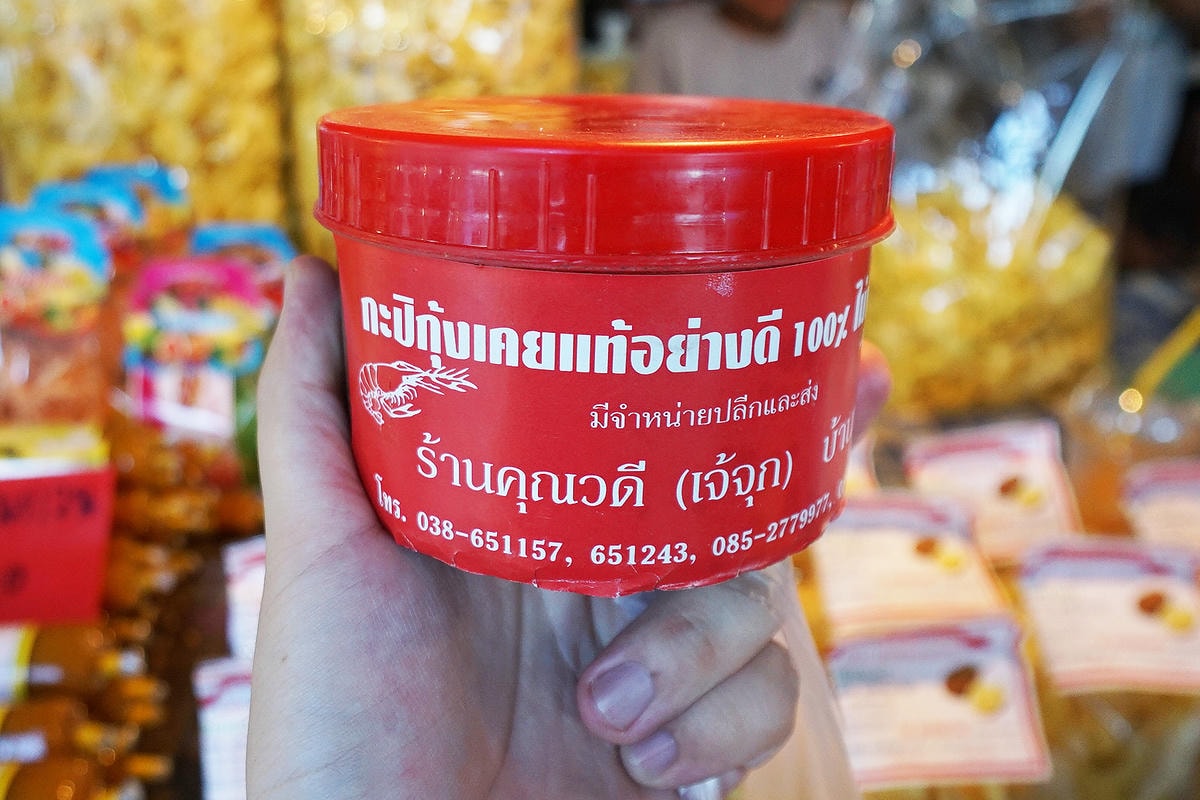 กะปิกุ้งเคยแท้อย่างดี 100%
มีจำหน่ายปลีกและส่ง
ร้านคุณวดี (เจ้จุก)
โทร. 038-651157, 651243, 085-2779977,